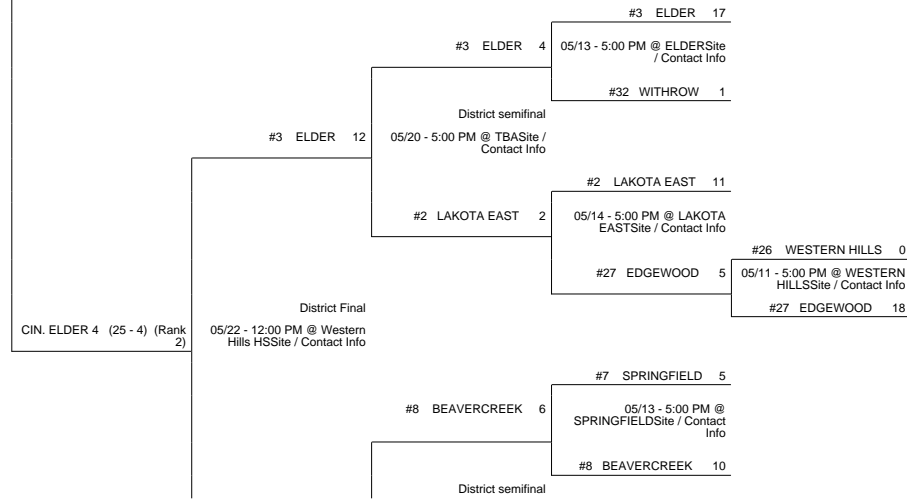 #3 ELDER 17
#3 ELDER 4
05/13 - 5:00 PM @ ELDERSite
/ Contact Info
#32 WITHROW 1
District semifinal
#3 ELDER 12
05/20 - 5:00 PM @ TBASite /
Contact Info
#2 LAKOTA EAST 11
#2 LAKOTA EAST 2
05/14 - 5:00 PM @ LAKOTA
EASTSite / Contact Info
#26 WESTERN HILLS 0
#27 EDGEWOOD 5
05/11 - 5:00 PM @ WESTERN
HILLSSite / Contact Info
#27 EDGEWOOD 18
District Final
CIN. ELDER 4 (25 - 4) (Rank
2)
05/22 - 12:00 PM @ Western
Hills HSSite / Contact Info
#7 SPRINGFIELD 5
#8 BEAVERCREEK 6
05/13 - 5:00 PM @
SPRINGFIELDSite / Contact
Info
#8 BEAVERCREEK 10
District semifinal